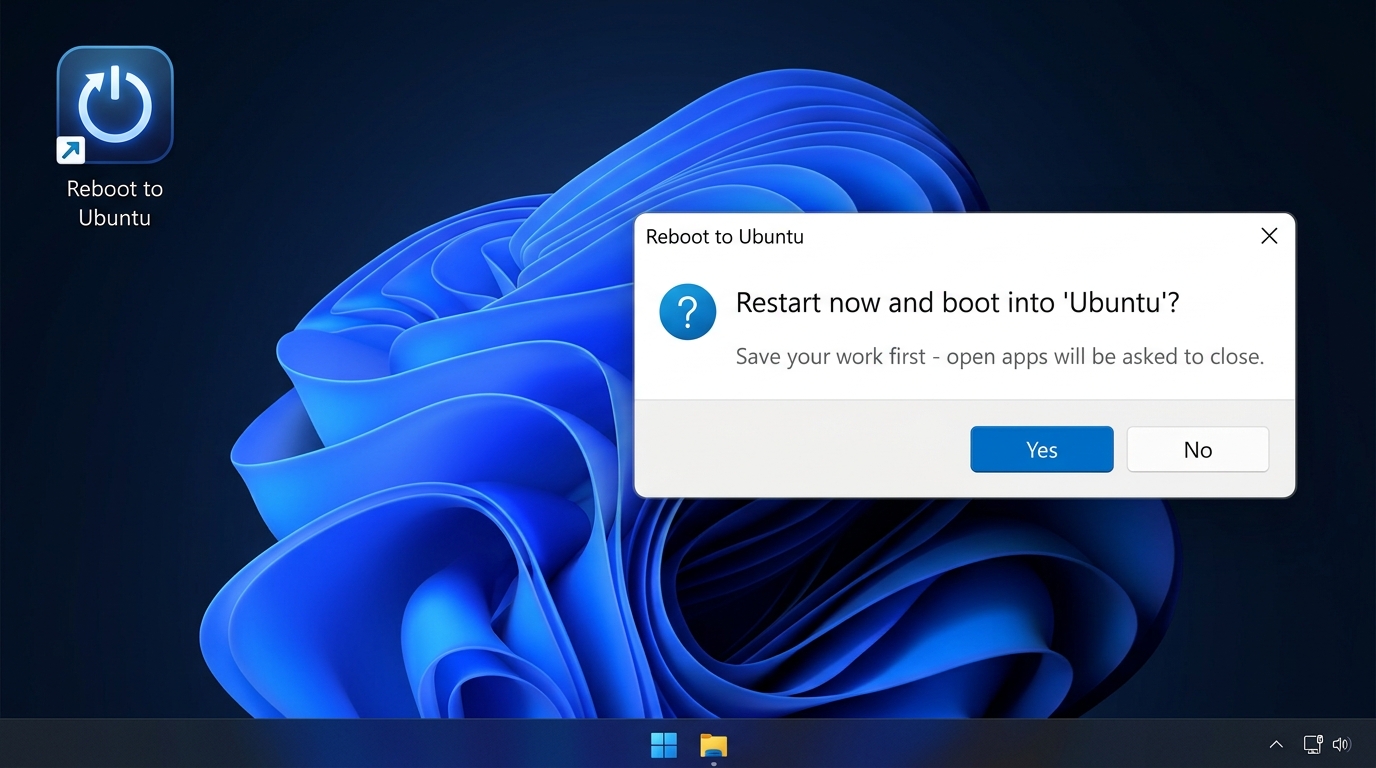 Reboot to
Ubuntu
Reboot to Ubuntu
?
Restart now and boot into 'Ubuntu'?
Save your work first - open apps will be asked to close.
Yes
No